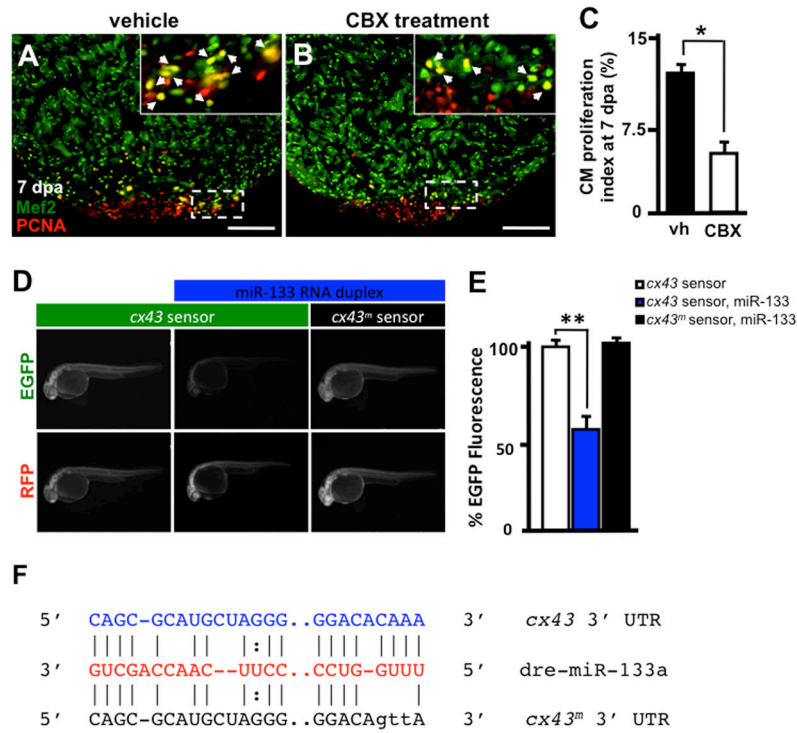 vehicle
CBX treatment
A
B
7 dpa
Mef2
PCNA
C
CM proliferation
index at 7 dpa (%)
15
7.5
0
*
vh
CBX
D
miR-133 RNA duplex
cx43 sensor
cx43ᵐ sensor
EGFP
RFP
E
cx43 sensor
cx43 sensor, miR-133
cx43ᵐ sensor, miR-133
% EGFP Fluorescence
100
50
0
**
F
5′ CAGC-GCAUGCUAGGG..GGACACAAA 3′ cx43 3′ UTR
|||| | || |: || |||| ||||
3′ GUCGACCAAC--UUCC..CCUG-GUUU 5′ dre-miR-133a
|||| | || |: || |||| |
5′ CAGC-GCAUGCUAGGG..GGACAgttA 3′ cx43ᵐ 3′ UTR